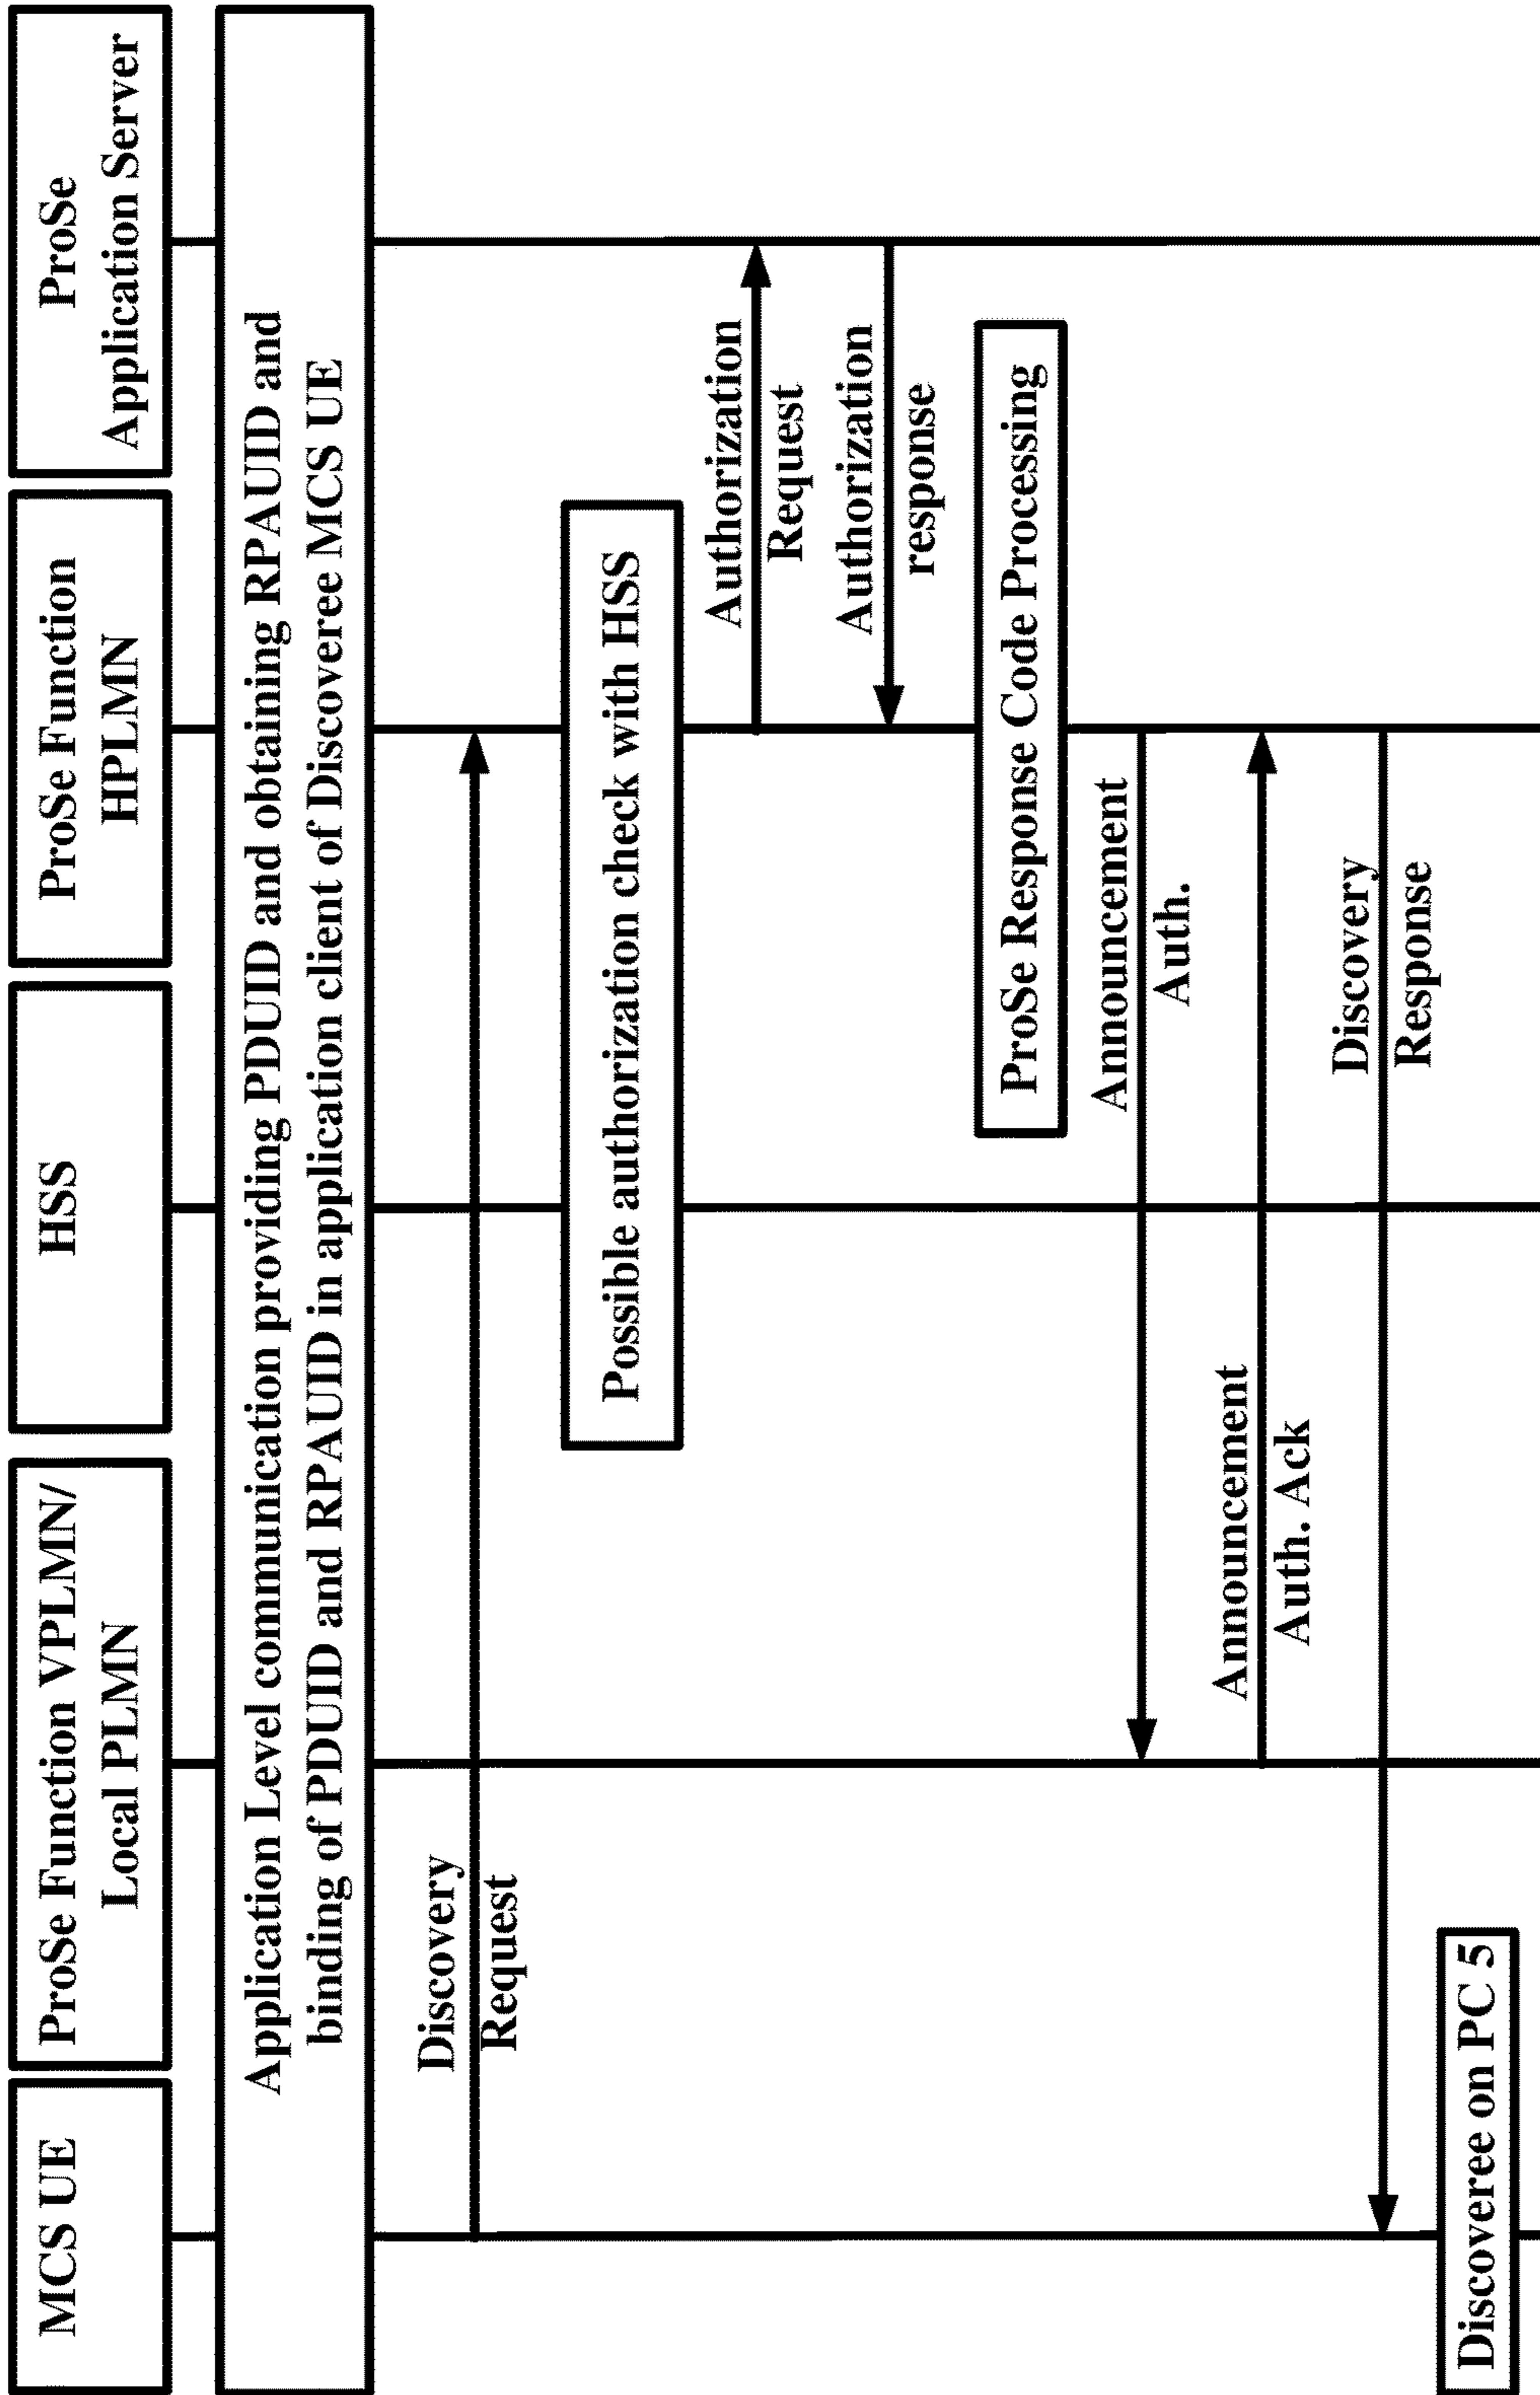 MCS UE
ProSe Function VPLMN/
Local PLMN
HSS
ProSe Function
HPLMN
ProSe
Application Server
Application Level communication providing PDUID and obtaining RPAUID and
binding of PDUID and RPAUID in application client of Discoveree MCS UE
Discovery
Request
Possible authorization check with HSS
Authorization
Request
Authorization
response
ProSe Response Code Processing
Announcement
Auth.
Announcement
Auth. Ack
Discovery
Response
Discoveree on PC 5